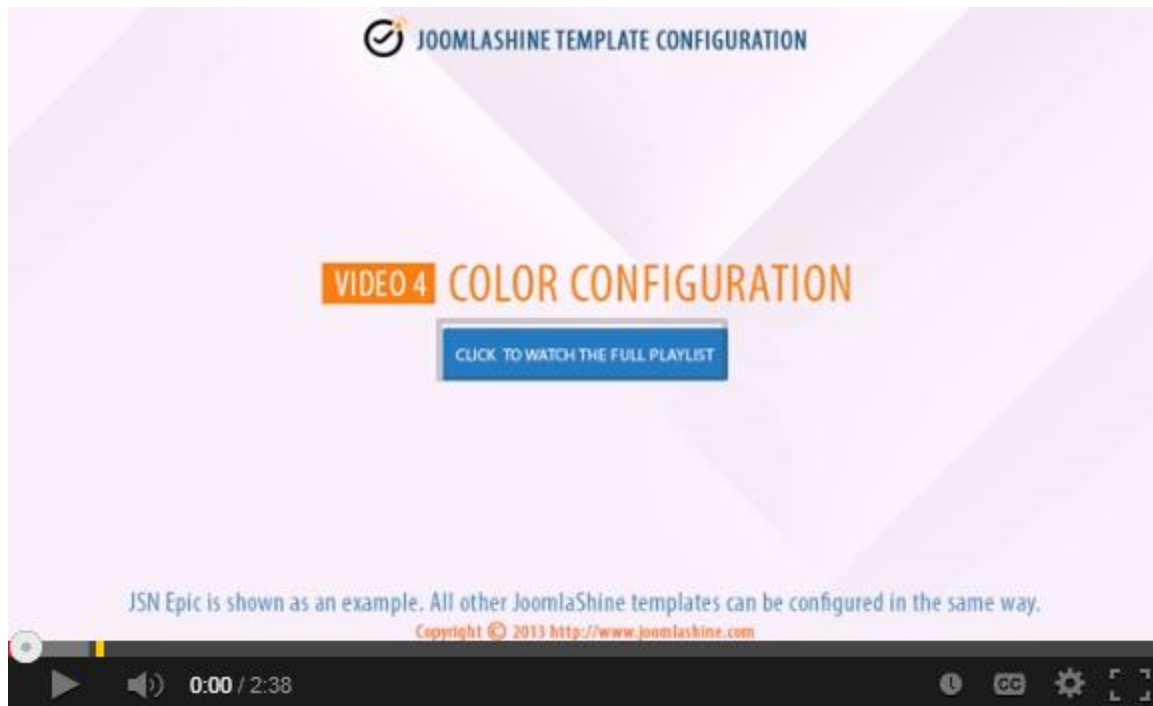 JOOMLASHINE TEMPLATE CONFIGURATION
VIDEO 4 COLOR CONFIGURATION
CLICK TO WATCH THE FULL PLAYLIST
JSN Epic is shown as an example. All other JoomlaShine templates can be configured in the same way.
Copyright © 2013 http://www.joomlashine.com
0:00 / 2:38
CC